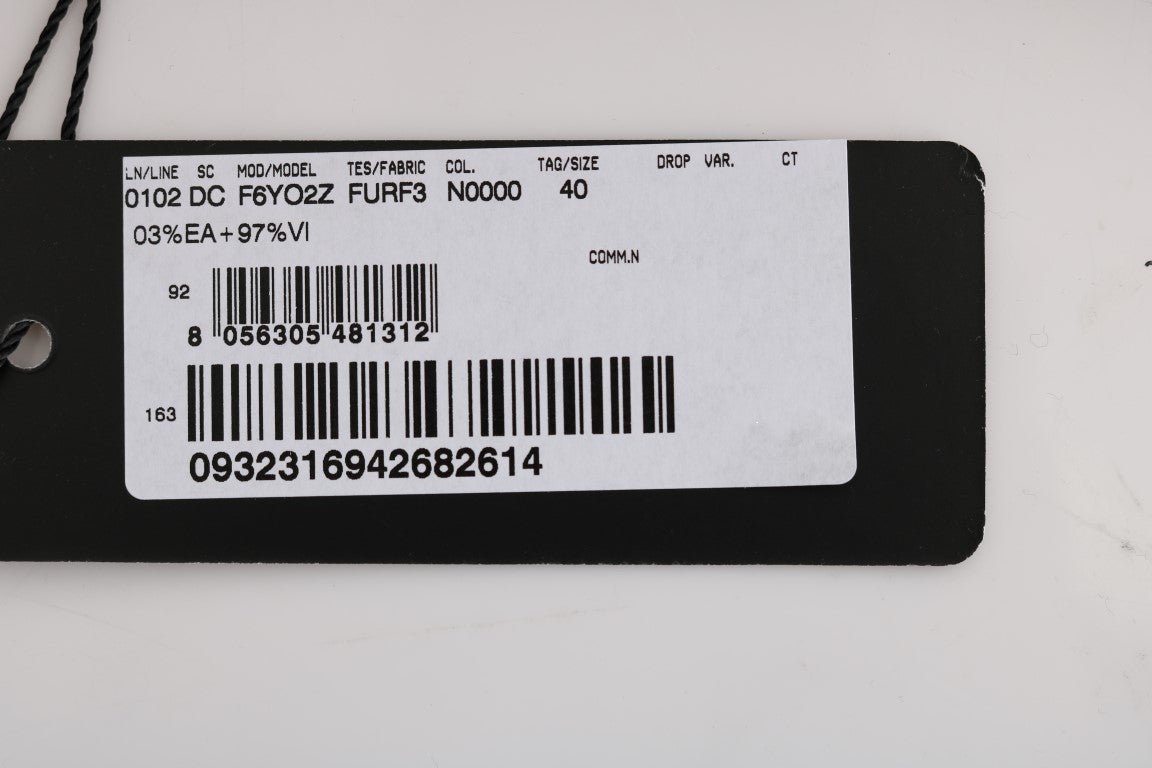 LN/LINE SC MOD/MODEL TES/FABRIC COL. TAG/SIZE DROP VAR. CT
0102 DC F6YO2Z FURF3 N0000 40
03%EA+97%VI
COMM.N
92
8 056305 481312
163
0932316942682614